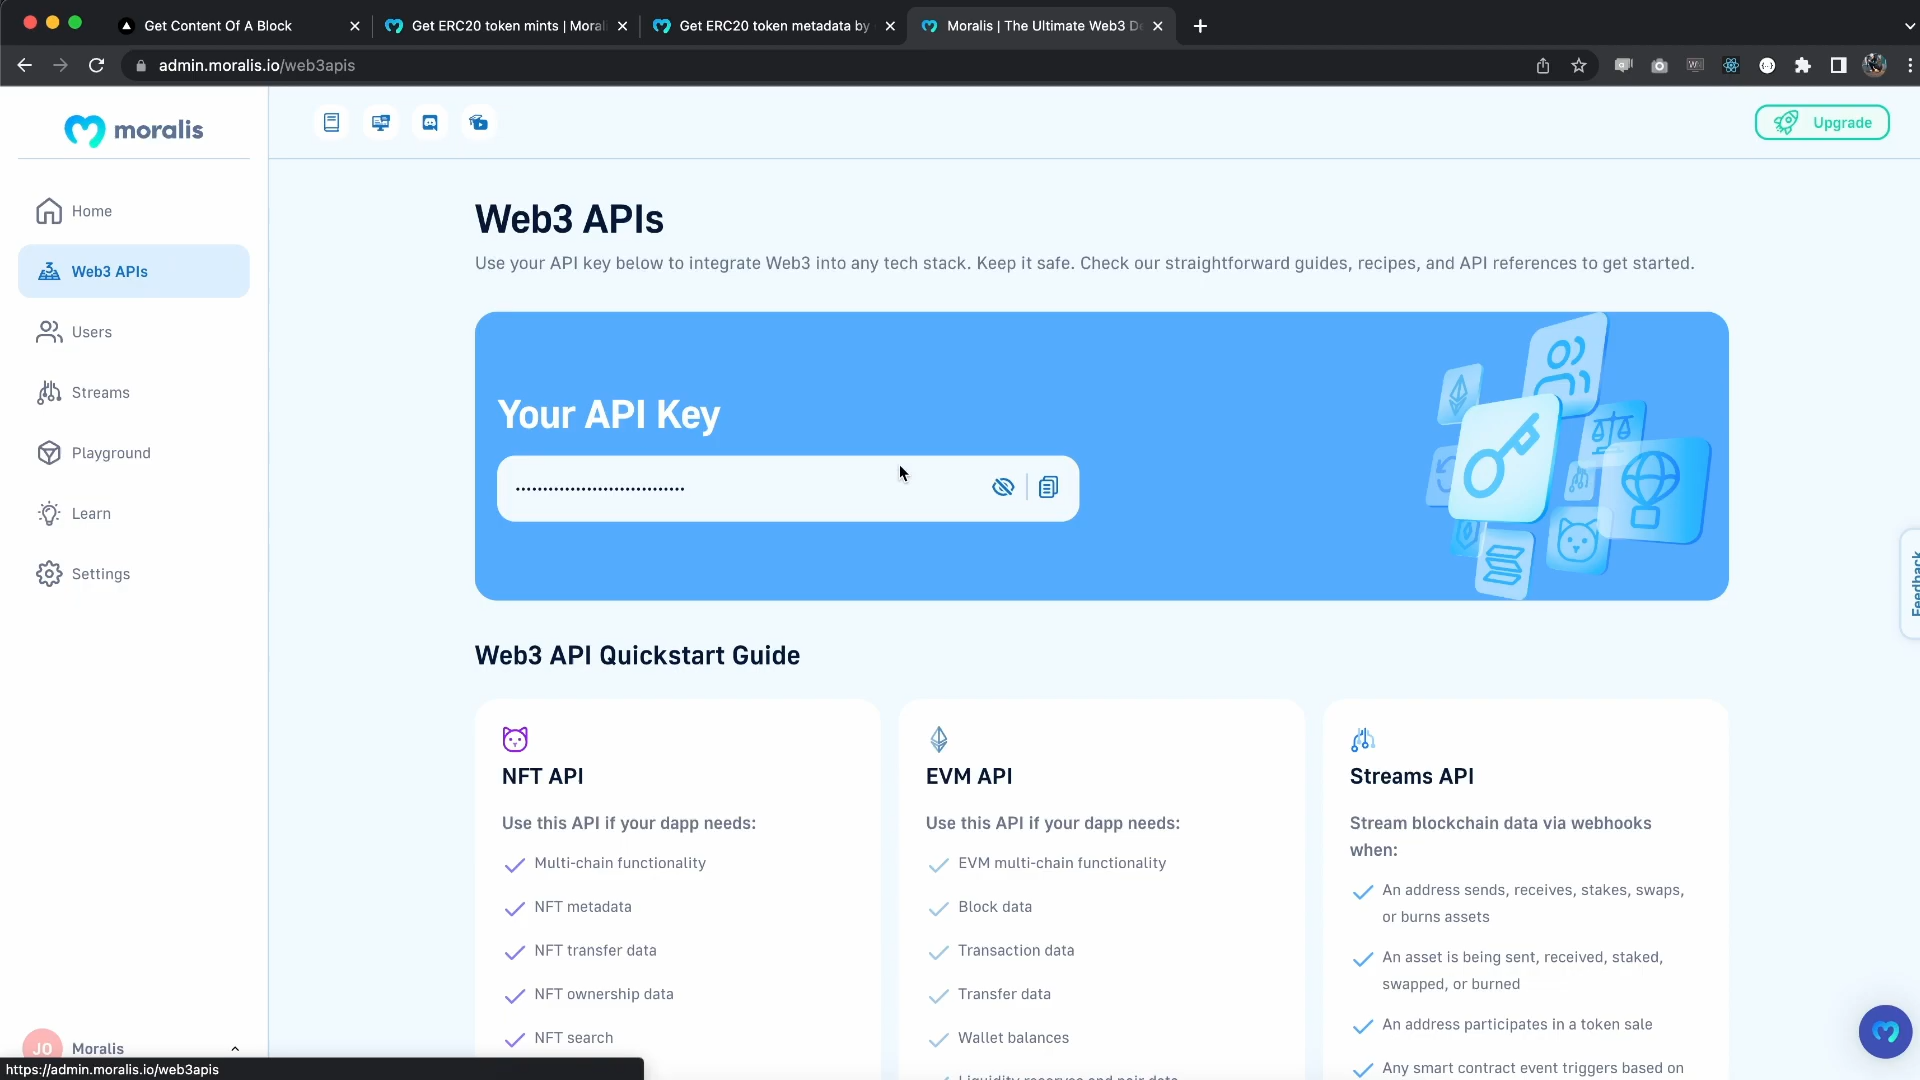 Get Content Of A Block
Get ERC20 token mints | Moral
Get ERC20 token metadata by
Moralis | The Ultimate Web3 De
admin.moralis.io/web3apis
moralis
Upgrade
Home
Web3 APIs
Users
Streams
Playground
Learn
Settings
Web3 APIs
Use your API key below to integrate Web3 into any tech stack. Keep it safe. Check our straightforward guides, recipes, and API references to get started.
Your API Key
••••••••••••••••••••••••••••••••
Feedback
Web3 API Quickstart Guide
NFT API
Use this API if your dapp needs:
Multi-chain functionality
NFT metadata
NFT transfer data
NFT ownership data
NFT search
EVM API
Use this API if your dapp needs:
EVM multi-chain functionality
Block data
Transaction data
Transfer data
Wallet balances
Liquidity reserves and pair data
Streams API
Stream blockchain data via webhooks
when:
An address sends, receives, stakes, swaps,
or burns assets
An asset is being sent, received, staked,
swapped, or burned
An address participates in a token sale
Any smart contract event triggers based on
JO
Moralis
https://admin.moralis.io/web3apis